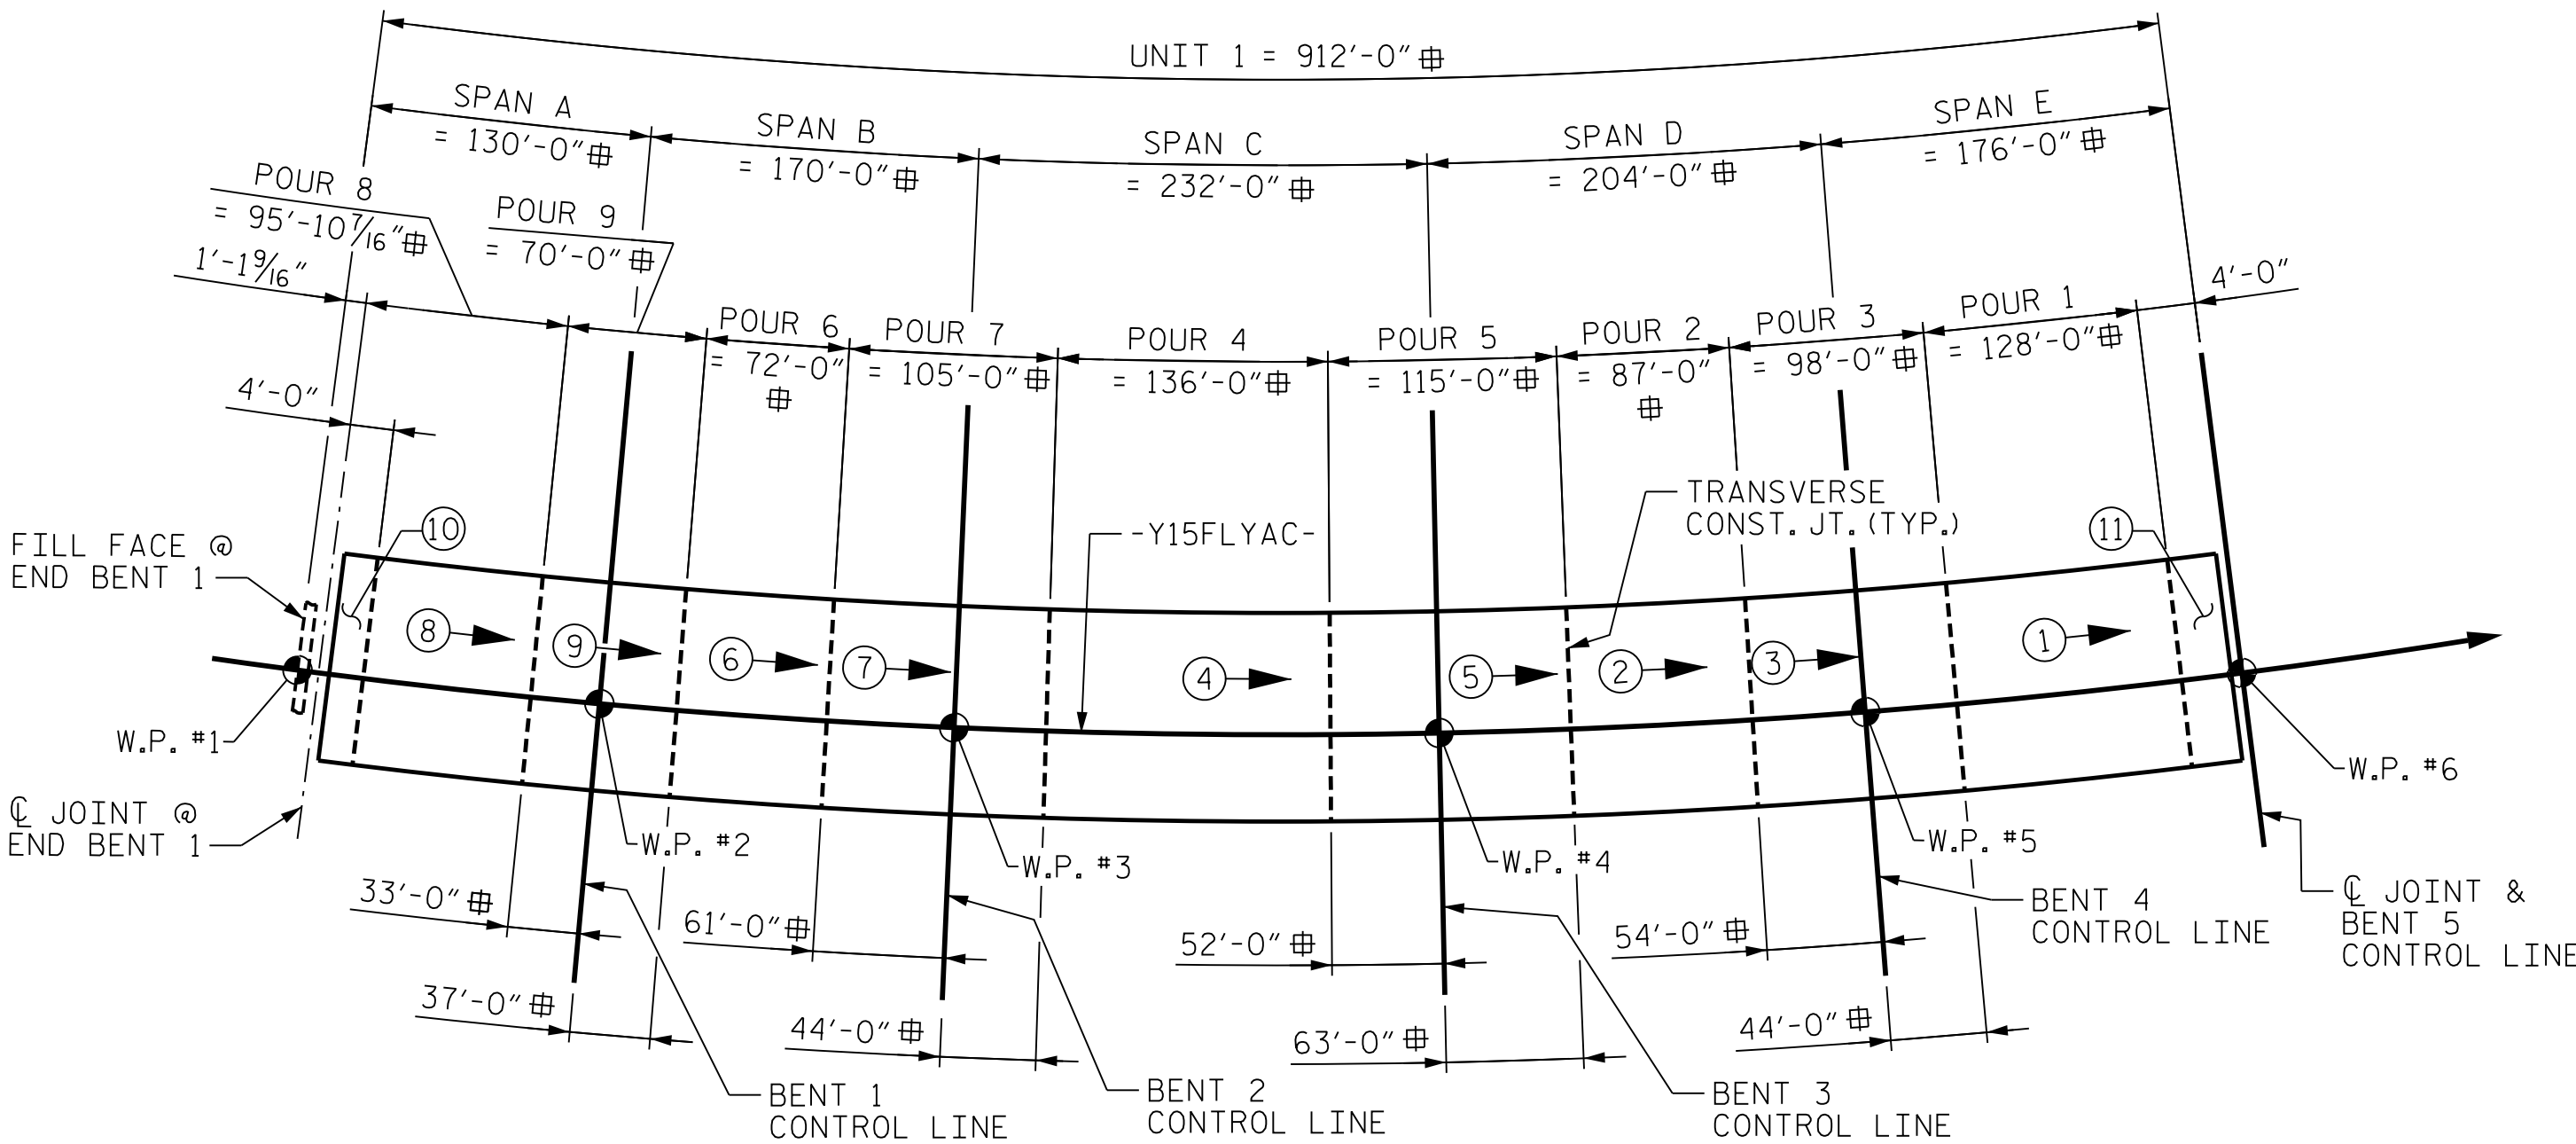 UNIT 1 = 912′-0″ ⌗
SPAN A
= 130′-0″ ⌗
SPAN B
= 170′-0″ ⌗
SPAN C
= 232′-0″ ⌗
SPAN D
= 204′-0″ ⌗
SPAN E
= 176′-0″ ⌗
POUR 8
= 95′-10 7/16″ ⌗
POUR 9
= 70′-0″ ⌗
1′-1 9/16″
POUR 6
= 72′-0″
⌗
POUR 7
= 105′-0″ ⌗
POUR 4
= 136′-0″ ⌗
POUR 5
= 115′-0″ ⌗
POUR 2
= 87′-0″
⌗
POUR 3
= 98′-0″ ⌗
POUR 1
= 128′-0″ ⌗
4′-0″
4′-0″
TRANSVERSE
CONST. JT. (TYP.)
-Y15FLYAC-
FILL FACE @
END BENT 1
10
11
8
9
6
7
4
5
2
3
1
W.P. #1
℄ JOINT @
END BENT 1
W.P. #2
W.P. #3
W.P. #4
W.P. #5
W.P. #6
33′-0″ ⌗
61′-0″ ⌗
52′-0″ ⌗
54′-0″ ⌗
37′-0″ ⌗
44′-0″ ⌗
63′-0″ ⌗
44′-0″ ⌗
BENT 1
CONTROL LINE
BENT 2
CONTROL LINE
BENT 3
CONTROL LINE
BENT 4
CONTROL LINE
℄ JOINT &
BENT 5
CONTROL LINE